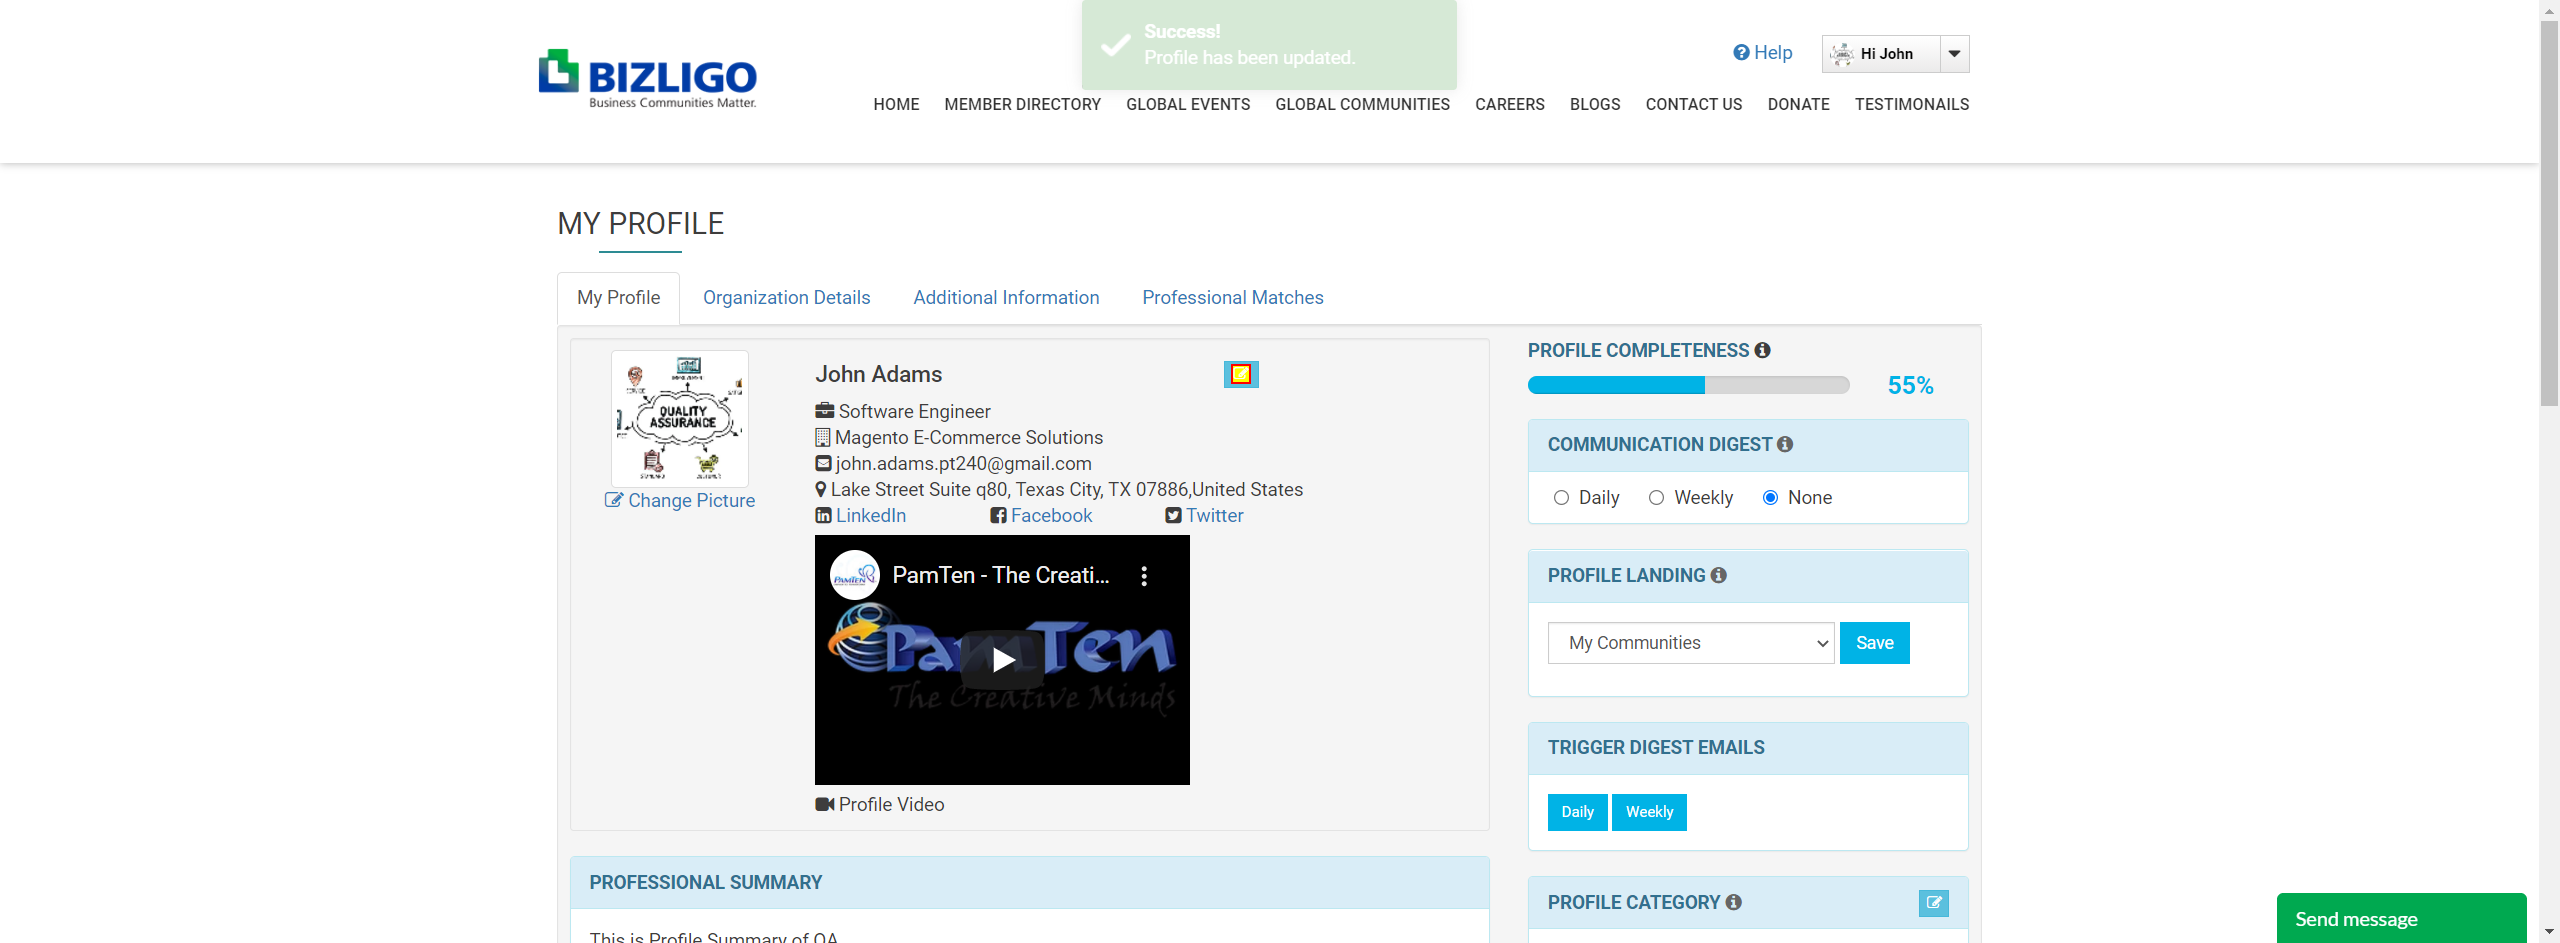 Success!
Profile has been updated.
BIZLIGO
Business Communities Matter.
Help
Hi John
HOME MEMBER DIRECTORY GLOBAL EVENTS GLOBAL COMMUNITIES CAREERS BLOGS CONTACT US DONATE TESTIMONAILS
MY PROFILE
My Profile Organization Details Additional Information Professional Matches
QUALITY
ASSURANCE
Change Picture
John Adams
Software Engineer
Magento E-Commerce Solutions
john.adams.pt240@gmail.com
Lake Street Suite q80, Texas City, TX 07886,United States
LinkedIn Facebook Twitter
PamTen - The Creati...
PamTen
The Creative Minds
Profile Video
PROFESSIONAL SUMMARY
This is Profile Summary of QA
PROFILE COMPLETENESS
55%
COMMUNICATION DIGEST
Daily Weekly None
PROFILE LANDING
My Communities Save
TRIGGER DIGEST EMAILS
Daily Weekly
PROFILE CATEGORY
Send message